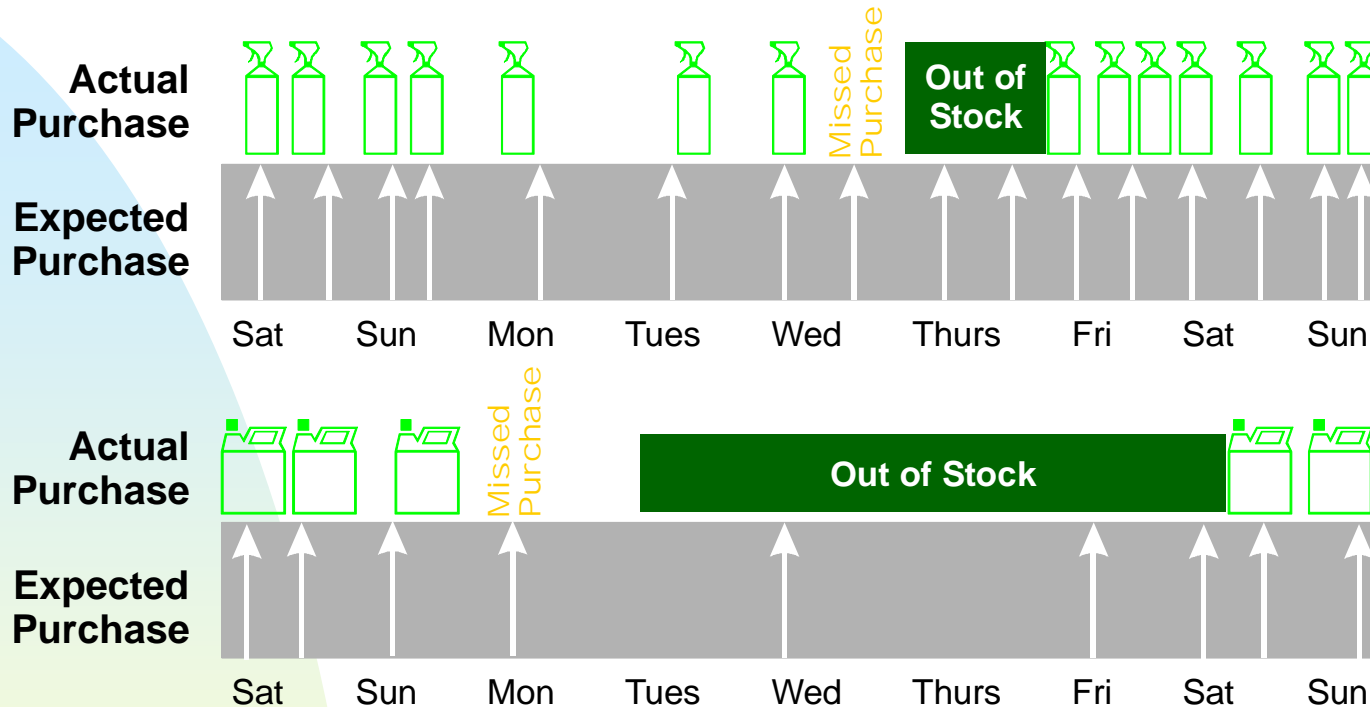 Missed
Purchase
Actual
Purchase
Out of
Stock
Expected
Purchase
Sat Sun Mon Tues Wed Thurs Fri Sat Sun
Missed
Purchase
Actual
Purchase
Out of Stock
Expected
Purchase
Sat Sun Mon Tues Wed Thurs Fri Sat Sun